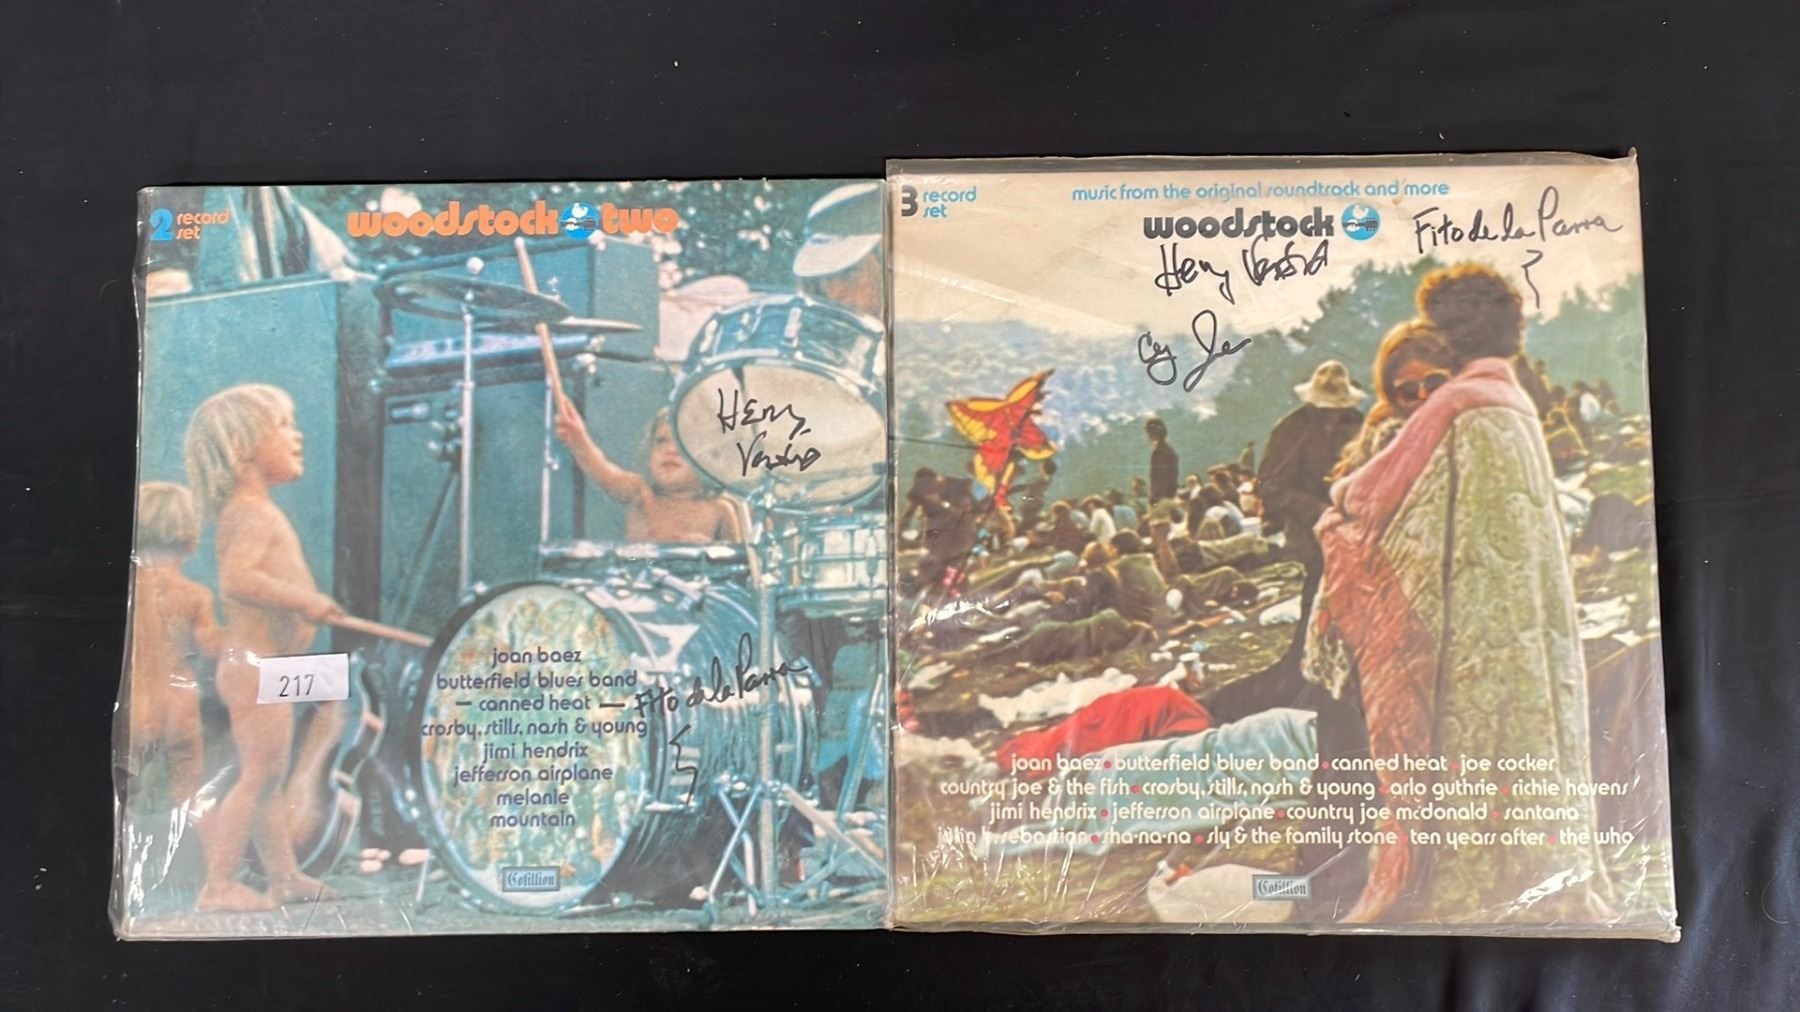 2 record
set
woodstock two
Henry
Vestine
217
joan baez
butterfield blues band
— canned heat — Fito de la Parra
crosby, stills, nash & young
jimi hendrix
jefferson airplane
melanie
mountain
Cotillion
3 record
set
music from the original soundtrack and more
woodstock
Fito de la Parra
Henry Vestine
joan baez • butterfield blues band • canned heat • joe cocker
country joe & the fish • crosby, stills, nash & young • arlo guthrie • richie havens
jimi hendrix • jefferson airplane • country joe mcdonald • santana
john b. sebastian • sha-na-na • sly & the family stone • ten years after • the who
Cotillion